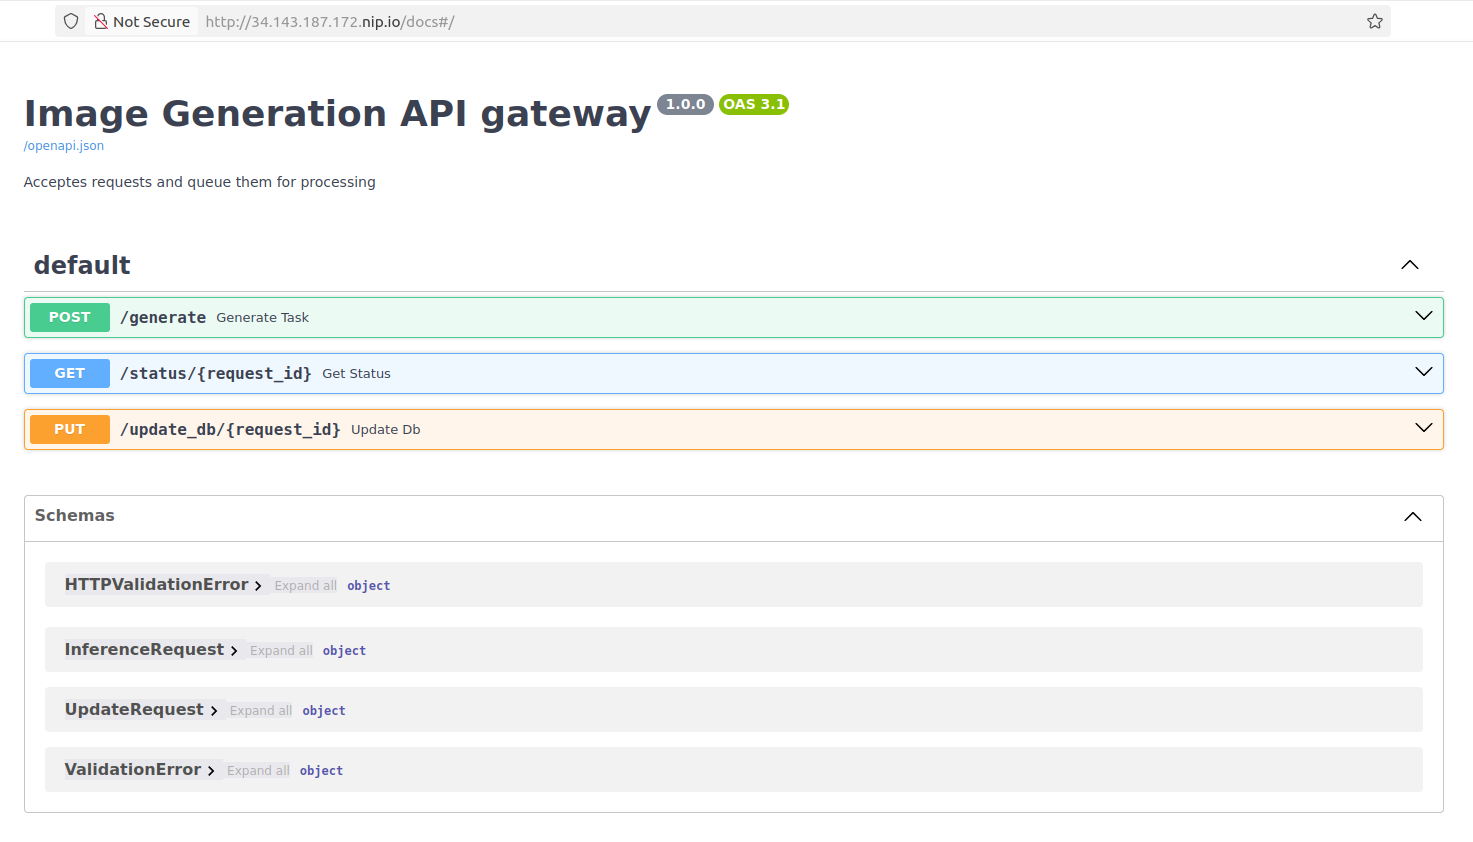 Not Secure http://34.143.187.172.nip.io/docs#/
Image Generation API gateway 1.0.0 OAS 3.1
/openapi.json
Acceptes requests and queue them for processing
default
POST /generate Generate Task
GET /status/{request_id} Get Status
PUT /update_db/{request_id} Update Db
Schemas
HTTPValidationError Expand all object
InferenceRequest Expand all object
UpdateRequest Expand all object
ValidationError Expand all object